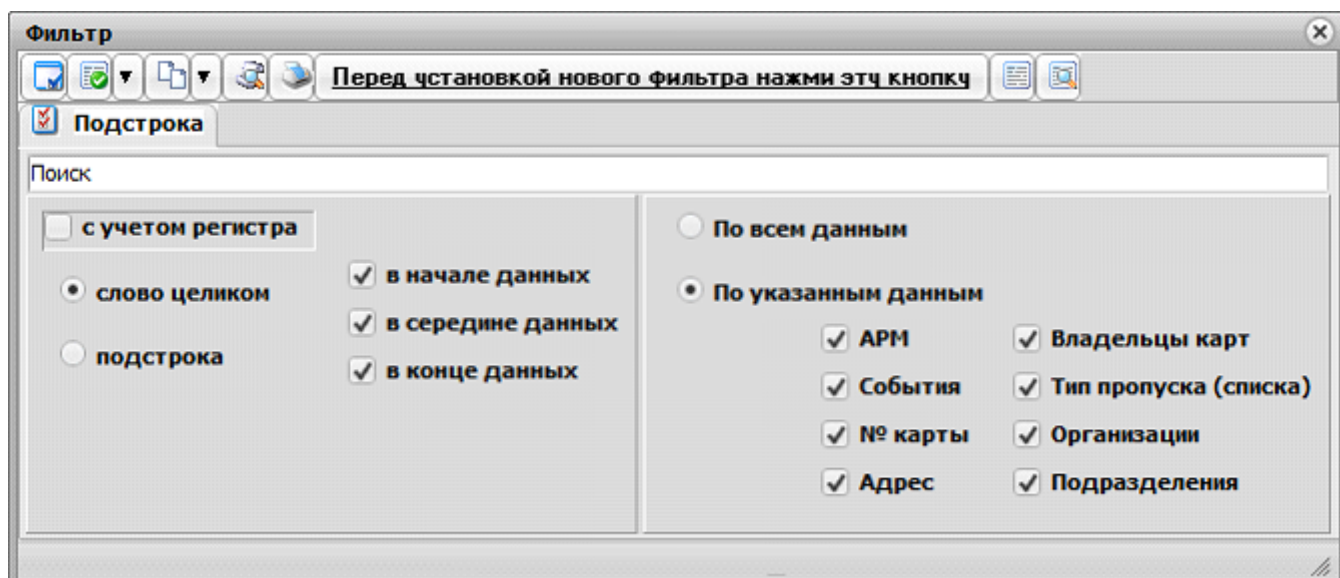 Фильтр
Перед установкой нового фильтра нажми эту кнопку
Подстрока
Поиск
с учетом регистра
слово целиком
подстрока
в начале данных
в середине данных
в конце данных
По всем данным
По указанным данным
АРМ
Владельцы карт
События
Тип пропуска (списка)
№ карты
Организации
Адрес
Подразделения